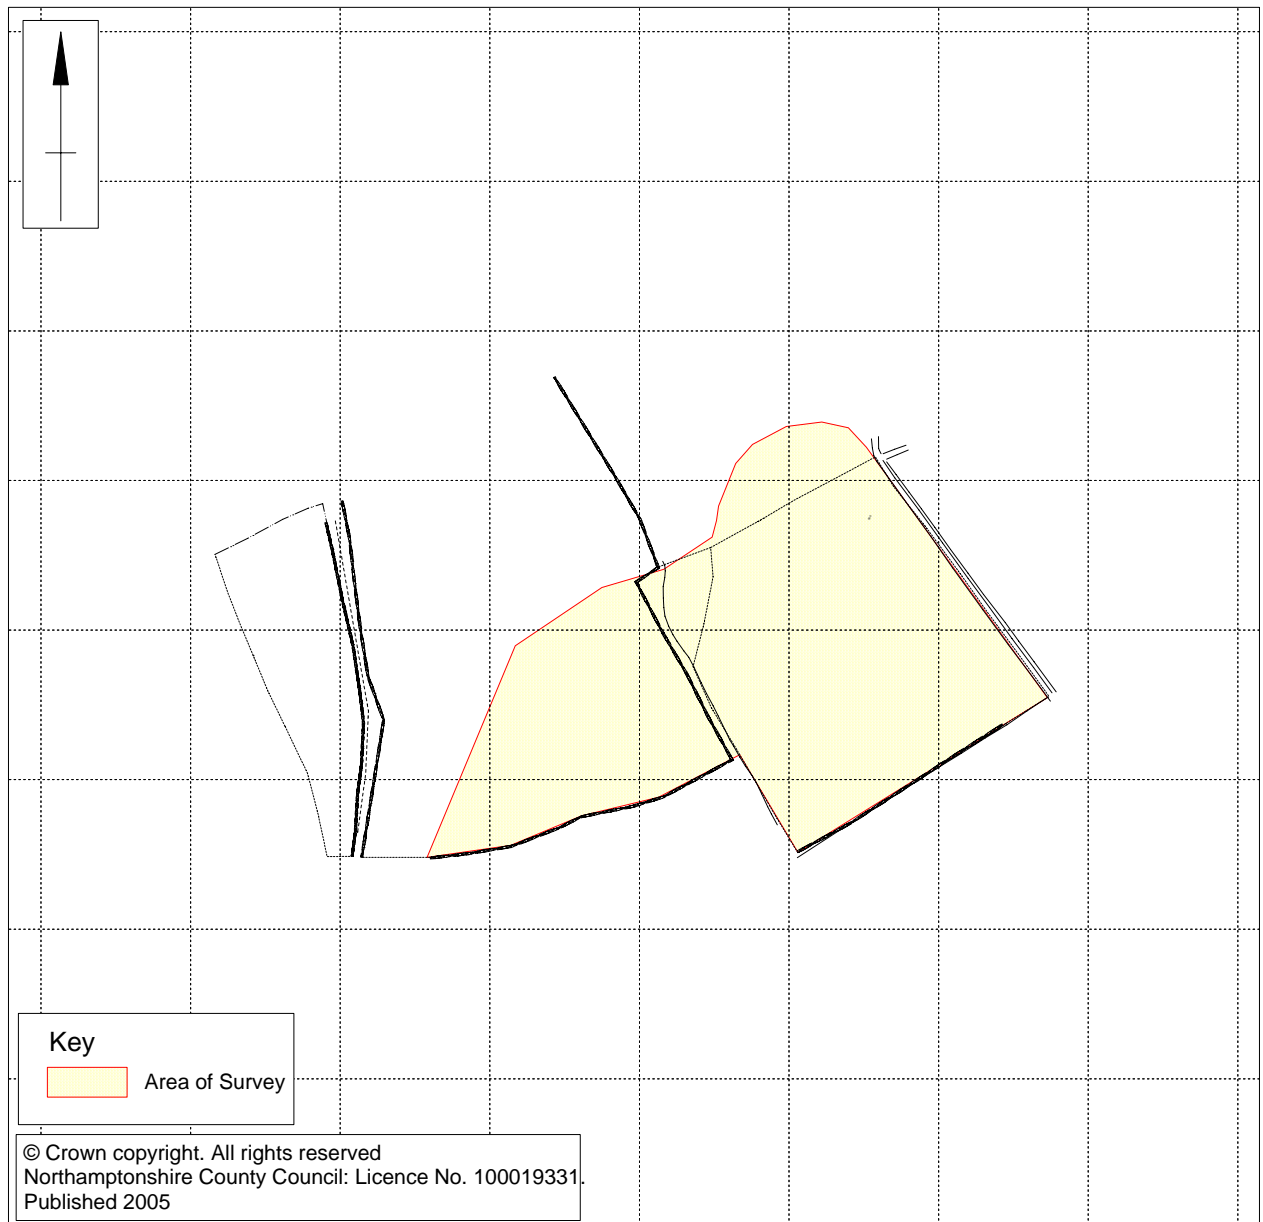 Key
Area of Survey
© Crown copyright. All rights reserved
Northamptonshire County Council: Licence No. 100019331.
Published 2005